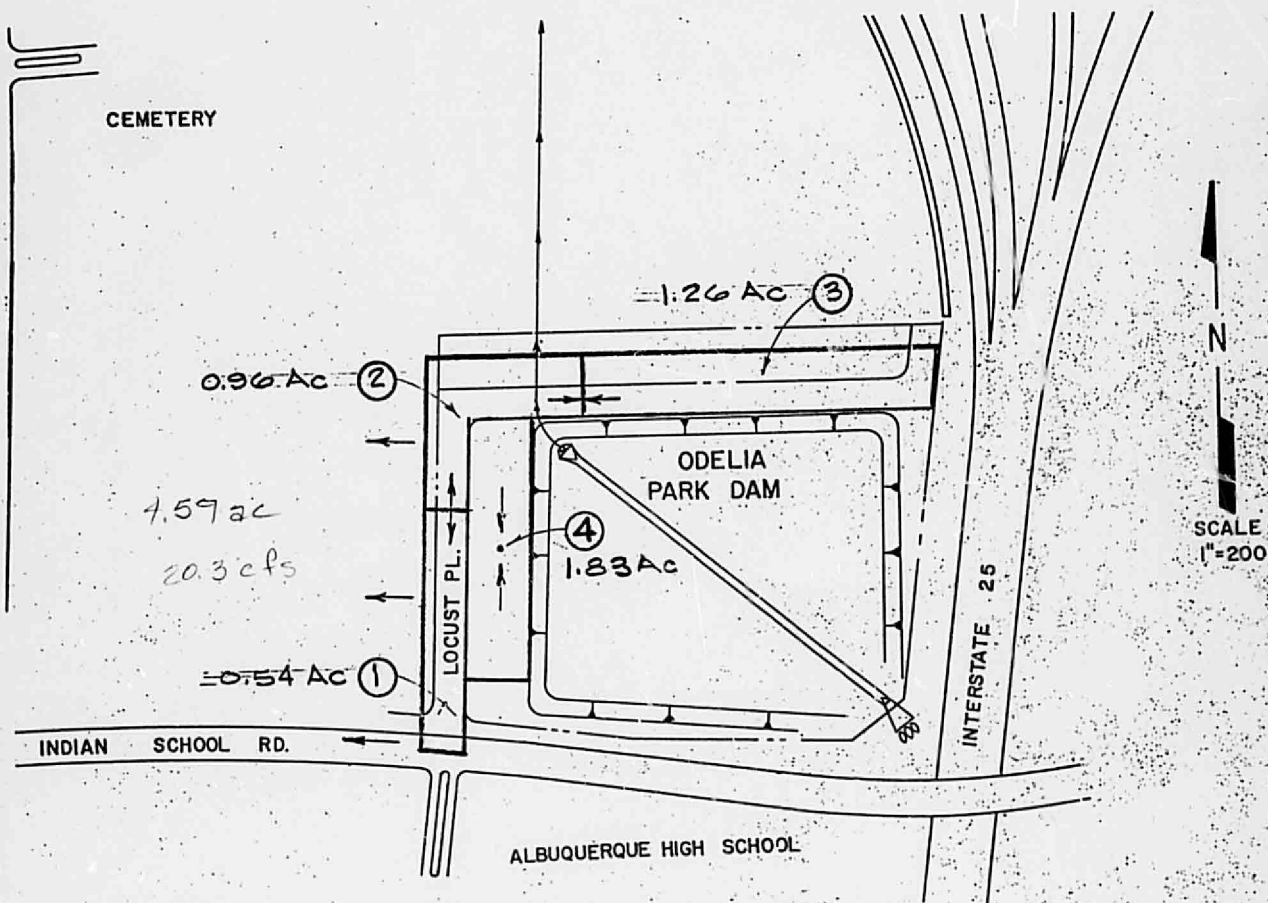 CEMETERY
1.26 Ac ③
N
0.96 Ac ②
ODELIA
PARK DAM
4.59 ac
④
1.83 Ac
SCALE
1"=200
20.3 cfs
LOCUST PL.
INTERSTATE 25
0.54 Ac ①
INDIAN SCHOOL RD.
ALBUQUERQUE HIGH SCHOOL